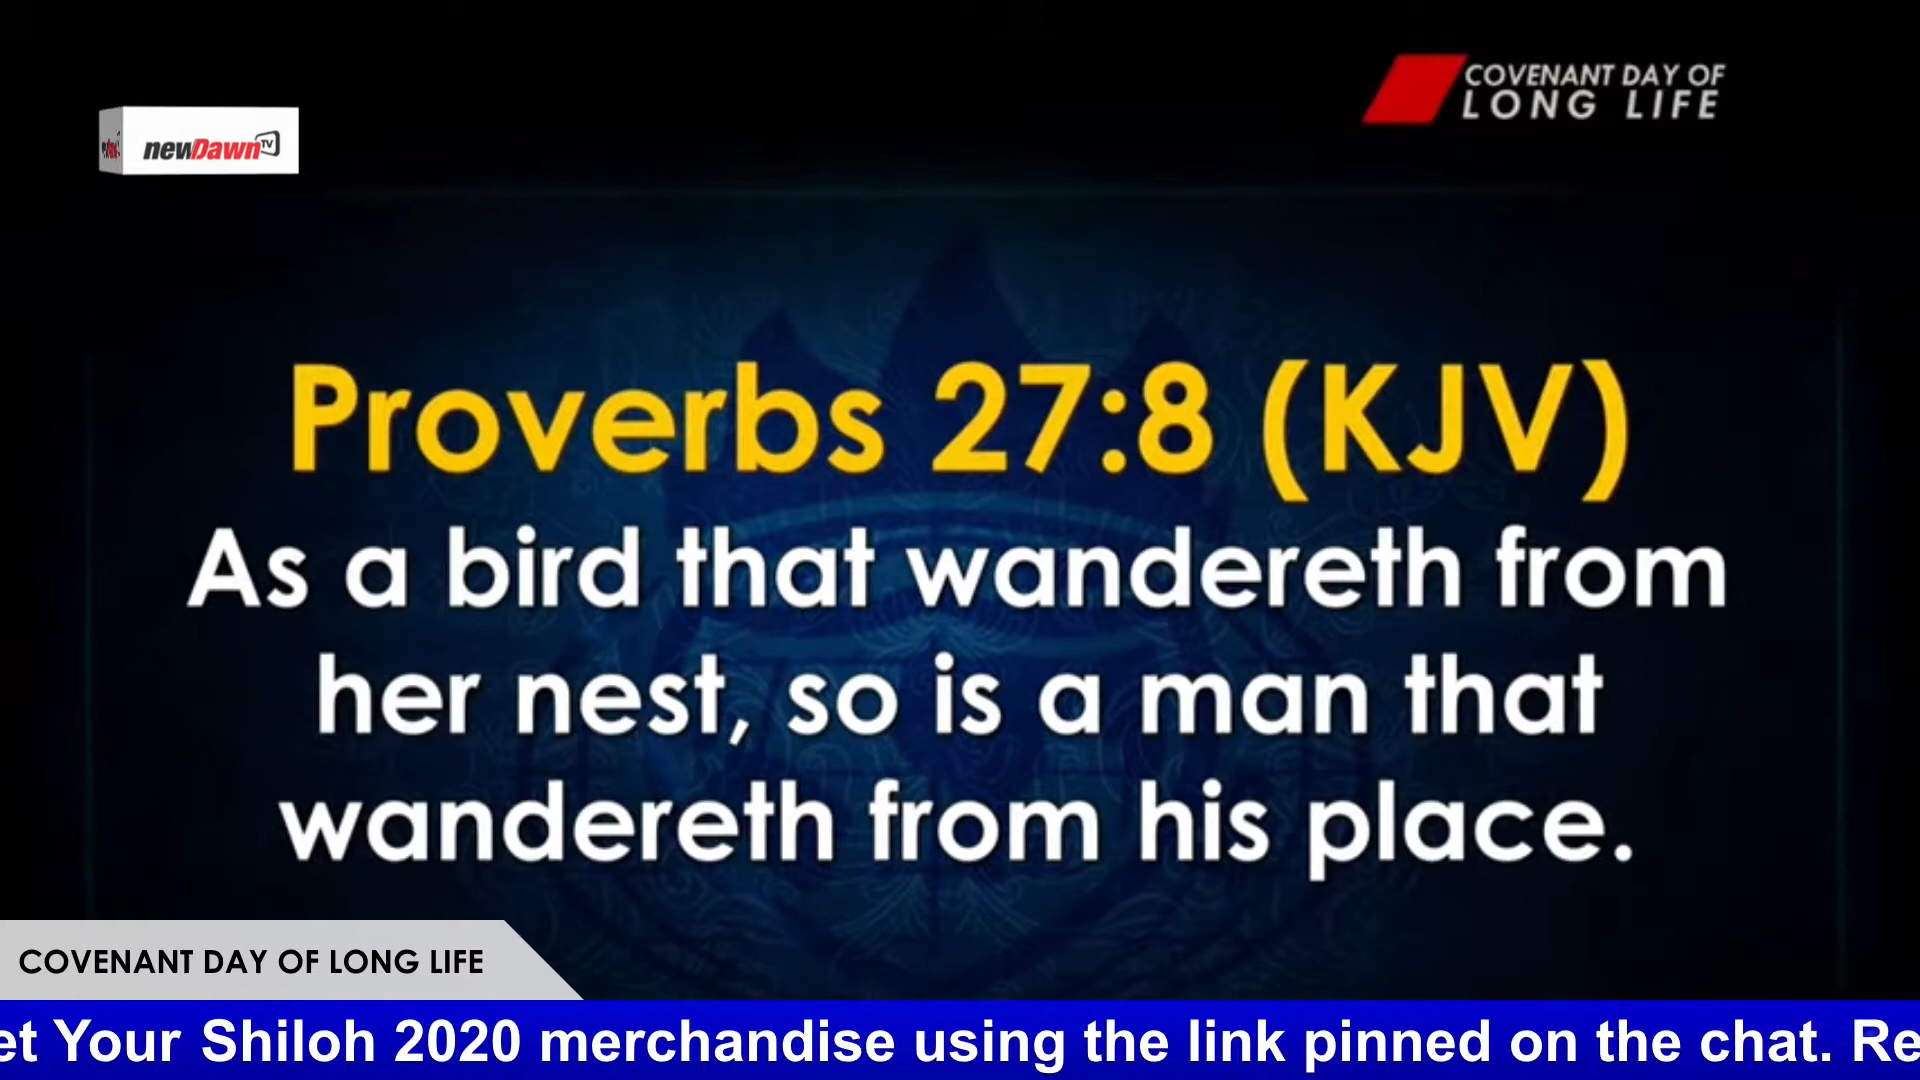 COVENANT DAY OF
LONG LIFE
newDawn TV
Proverbs 27:8 (KJV)
As a bird that wandereth from
her nest, so is a man that
wandereth from his place.
COVENANT DAY OF LONG LIFE
et Your Shiloh 2020 merchandise using the link pinned on the chat. Re